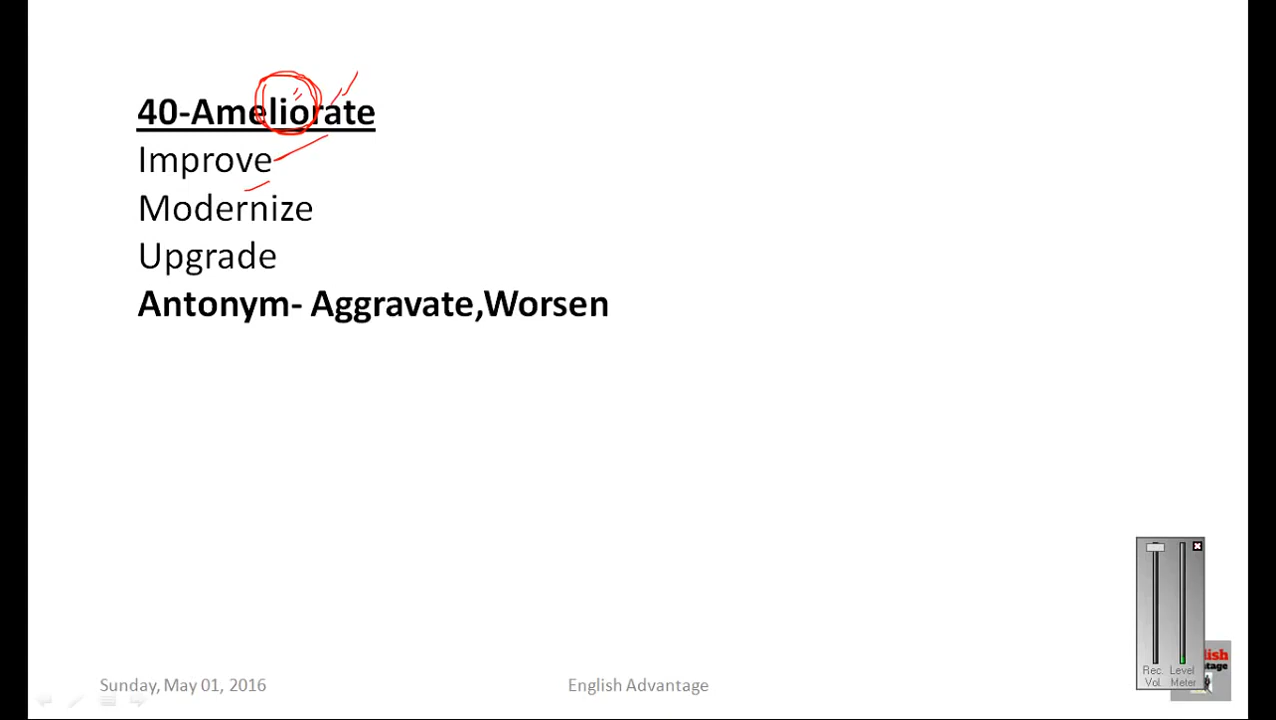 40-Ameliorate
Improve
Modernize
Upgrade
Antonym- Aggravate,Worsen
Rec. Level
Vol. Meter
Sunday, May 01, 2016
English Advantage